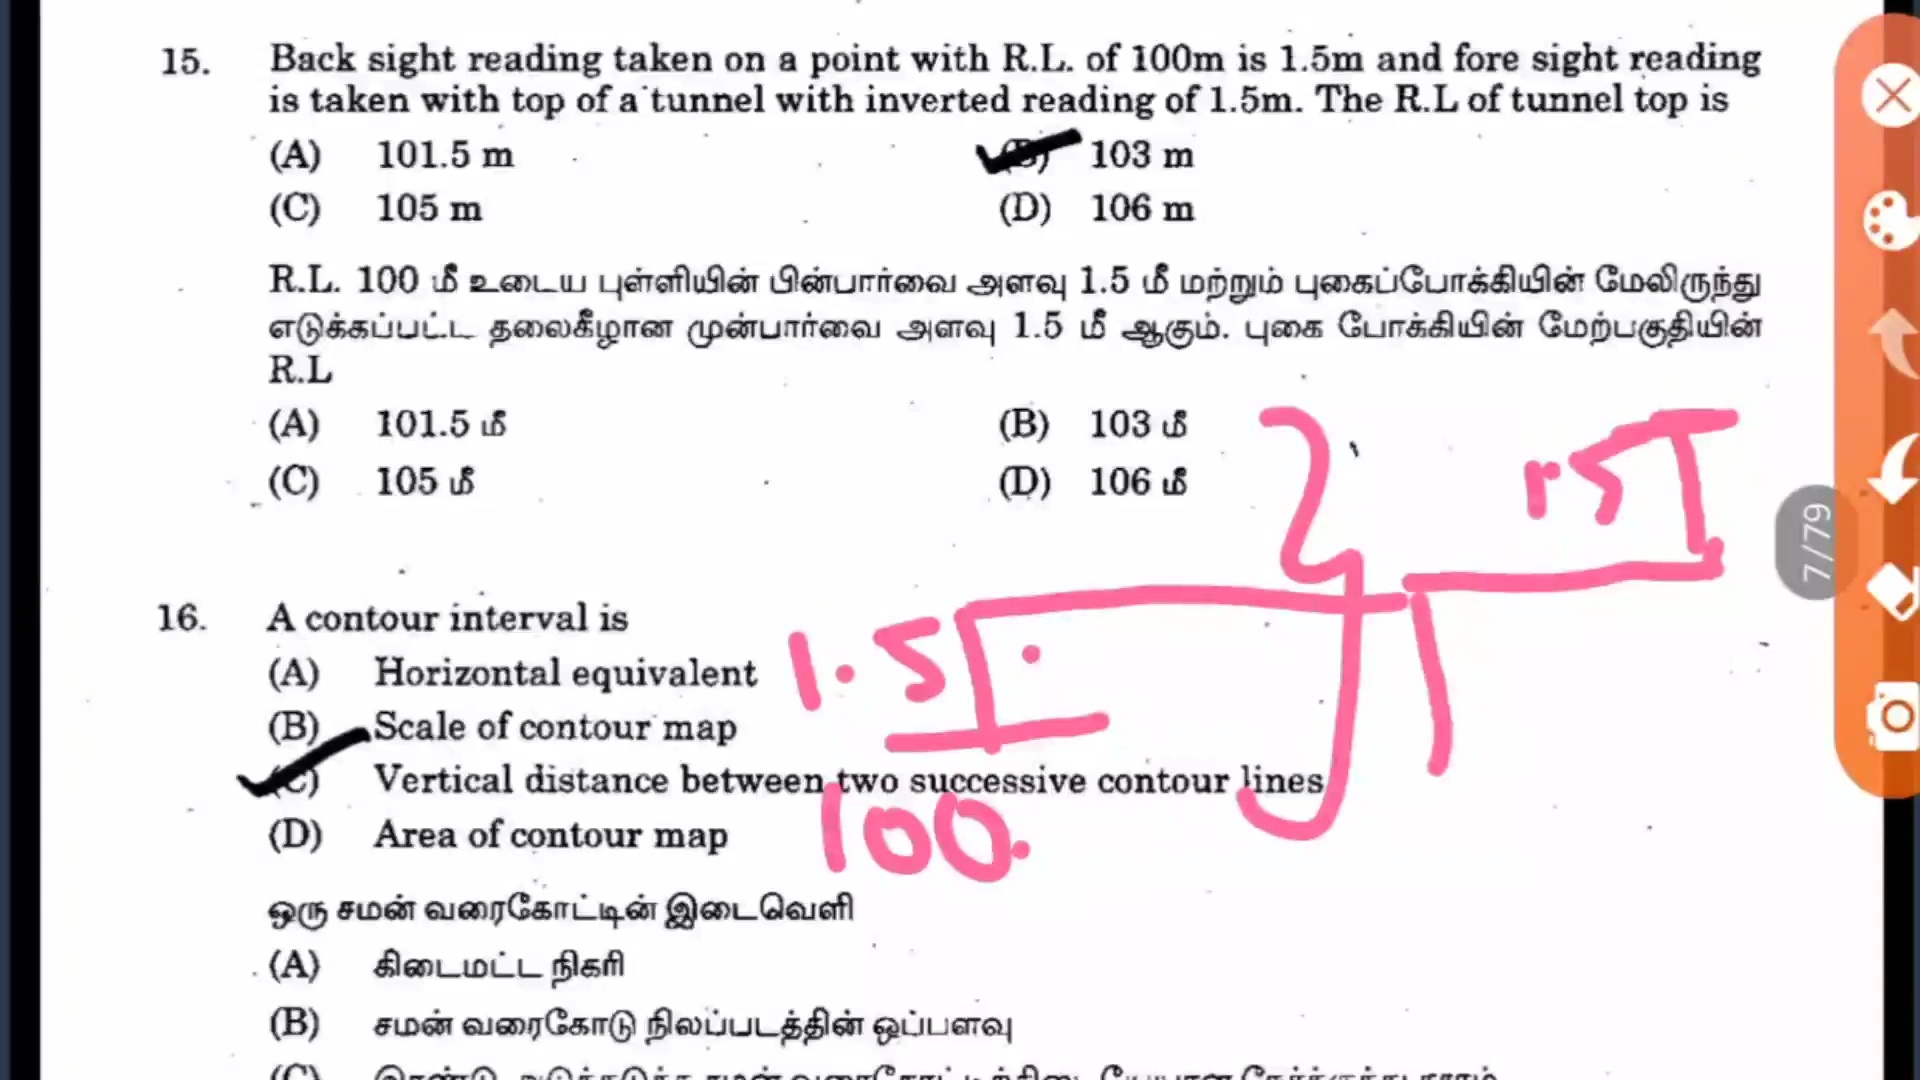 15. Back sight reading taken on a point with R.L. of 100m is 1.5m and fore sight reading
is taken with top of a tunnel with inverted reading of 1.5m. The R.L of tunnel top is
(A) 101.5 m (B) 103 m
(C) 105 m (D) 106 m
R.L. 100 மீ உடைய புள்ளியின் பின்பார்வை அளவு 1.5 மீ மற்றும் புகைப்போக்கியின் மேலிருந்து
எடுக்கப்பட்ட தலைகீழான முன்பார்வை அளவு 1.5 மீ ஆகும். புகை போக்கியின் மேற்பகுதியின்
R.L
(A) 101.5 மீ (B) 103 மீ
(C) 105 மீ (D) 106 மீ
16. A contour interval is
(A) Horizontal equivalent 1.5
(B) Scale of contour map
(C) Vertical distance between two successive contour lines
(D) Area of contour map 100.
ஒரு சமன் வரைகோட்டின் இடைவெளி
(A) கிடைமட்ட நிகரி
(B) சமன் வரைகோடு நிலப்படத்தின் ஒப்பளவு
7/79